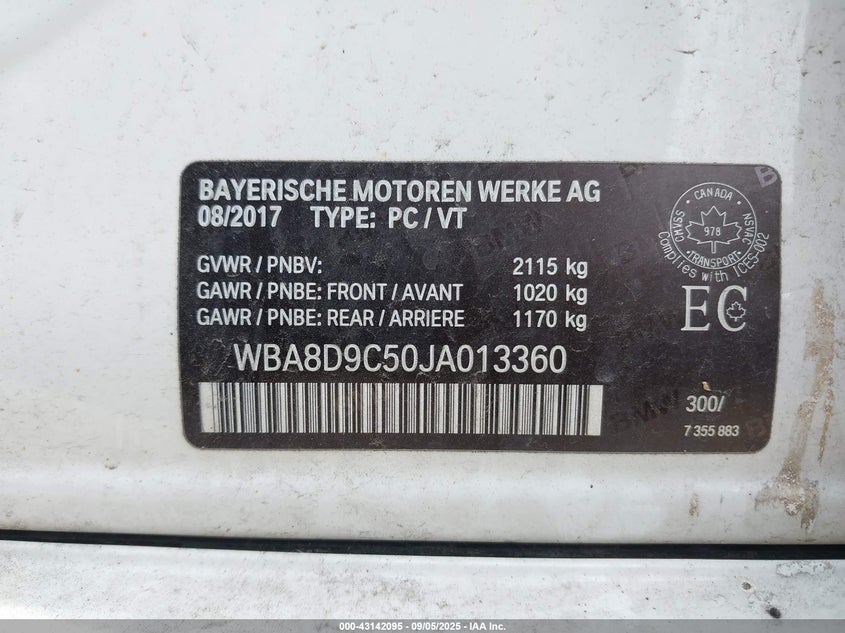 BAYERISCHE MOTOREN WERKE AG
08/2017 TYPE: PC / VT
GVWR / PNBV: 2115 kg
GAWR / PNBE: FRONT / AVANT 1020 kg
GAWR / PNBE: REAR / ARRIERE 1170 kg
WBA8D9C50JA013360
CANADA
CMVSS NSVAC
978
TRANSPORT
Complies with ICES-002
EC
300/
7 355 883
BMW
000-43142095 - 09/05/2025 - IAA Inc.